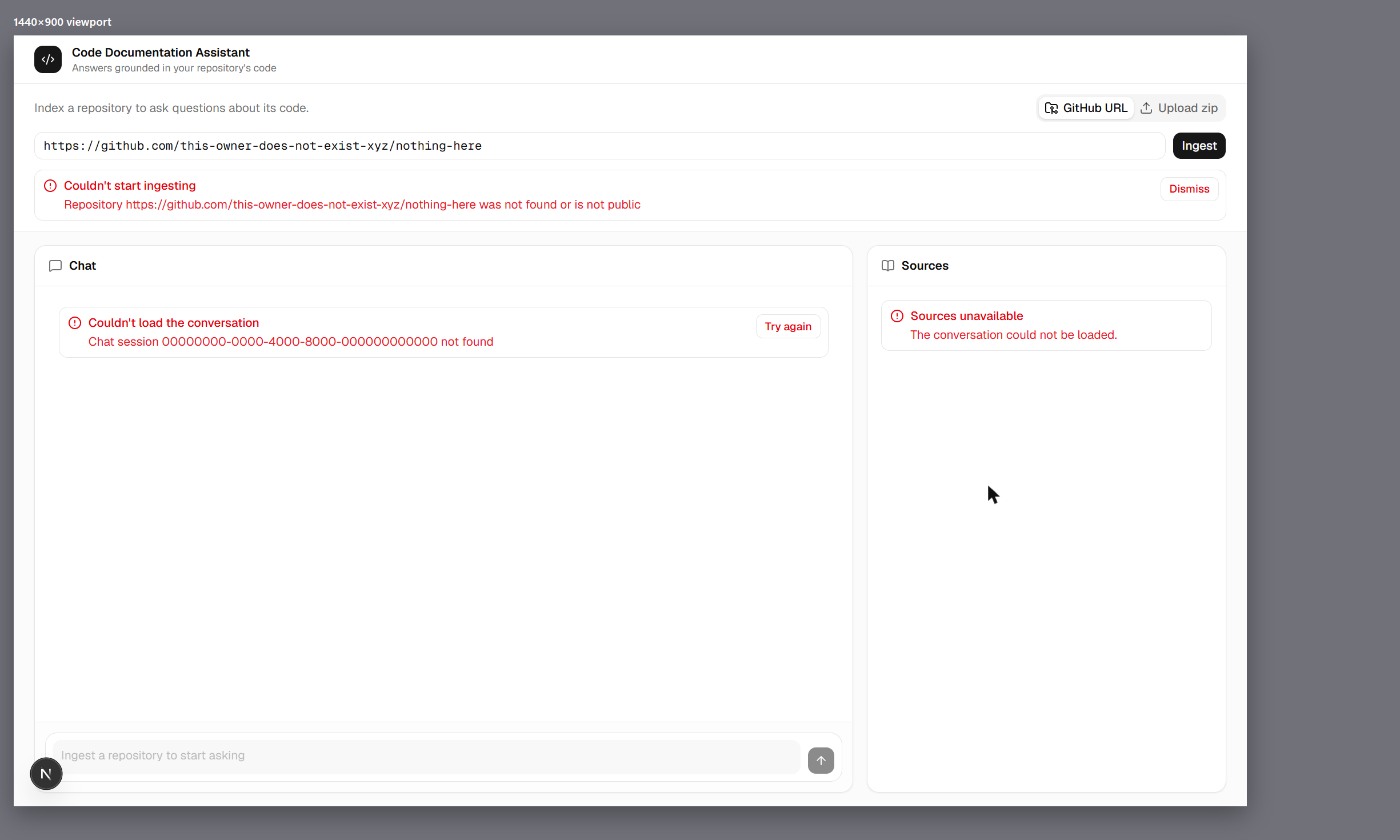 1440×900 viewport
</>
Code Documentation Assistant
Answers grounded in your repository's code
Index a repository to ask questions about its code.
GitHub URL
Upload zip
https://github.com/this-owner-does-not-exist-xyz/nothing-here
Ingest
Couldn't start ingesting
Dismiss
Repository https://github.com/this-owner-does-not-exist-xyz/nothing-here was not found or is not public
Chat
Couldn't load the conversation
Try again
Chat session 00000000-0000-4000-8000-000000000000 not found
Ingest a repository to start asking
N
Sources
Sources unavailable
The conversation could not be loaded.